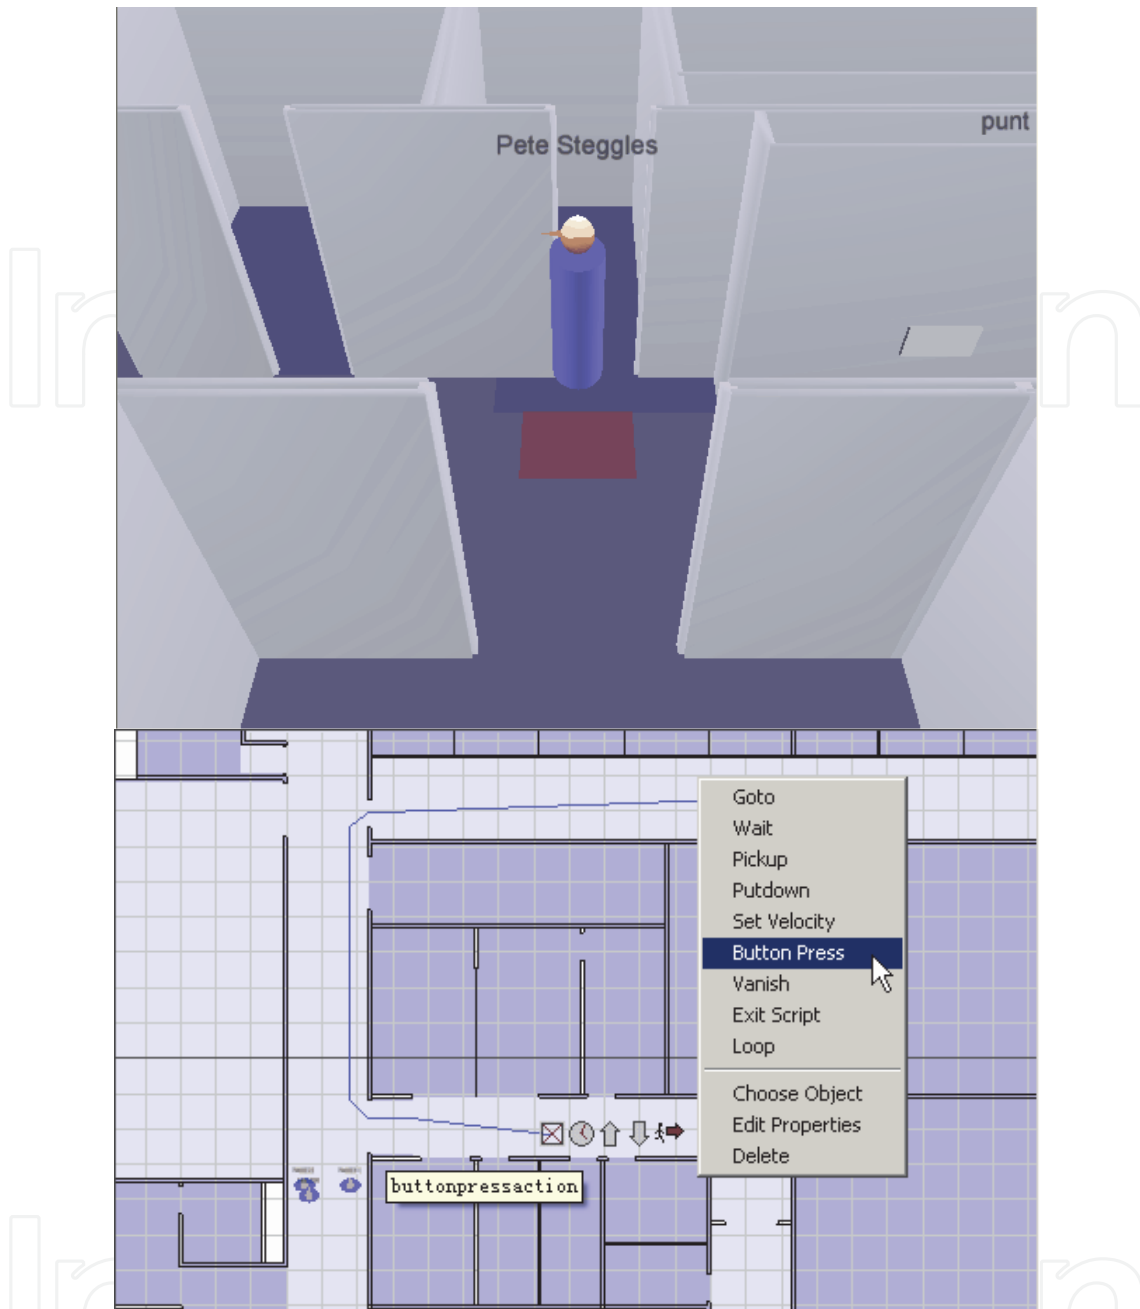 Pete Steggles
punt
Goto
Wait
Pickup
Putdown
Set Velocity
Button Press
Vanish
Exit Script
Loop
Choose Object
Edit Properties
Delete
buttonpressaction